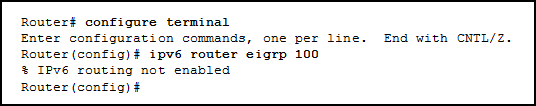 Router# configure terminal
Enter configuration commands, one per line.  End with CNTL/Z.
Router(config)# ipv6 router eigrp 100
% IPv6 routing not enabled
Router(config)#